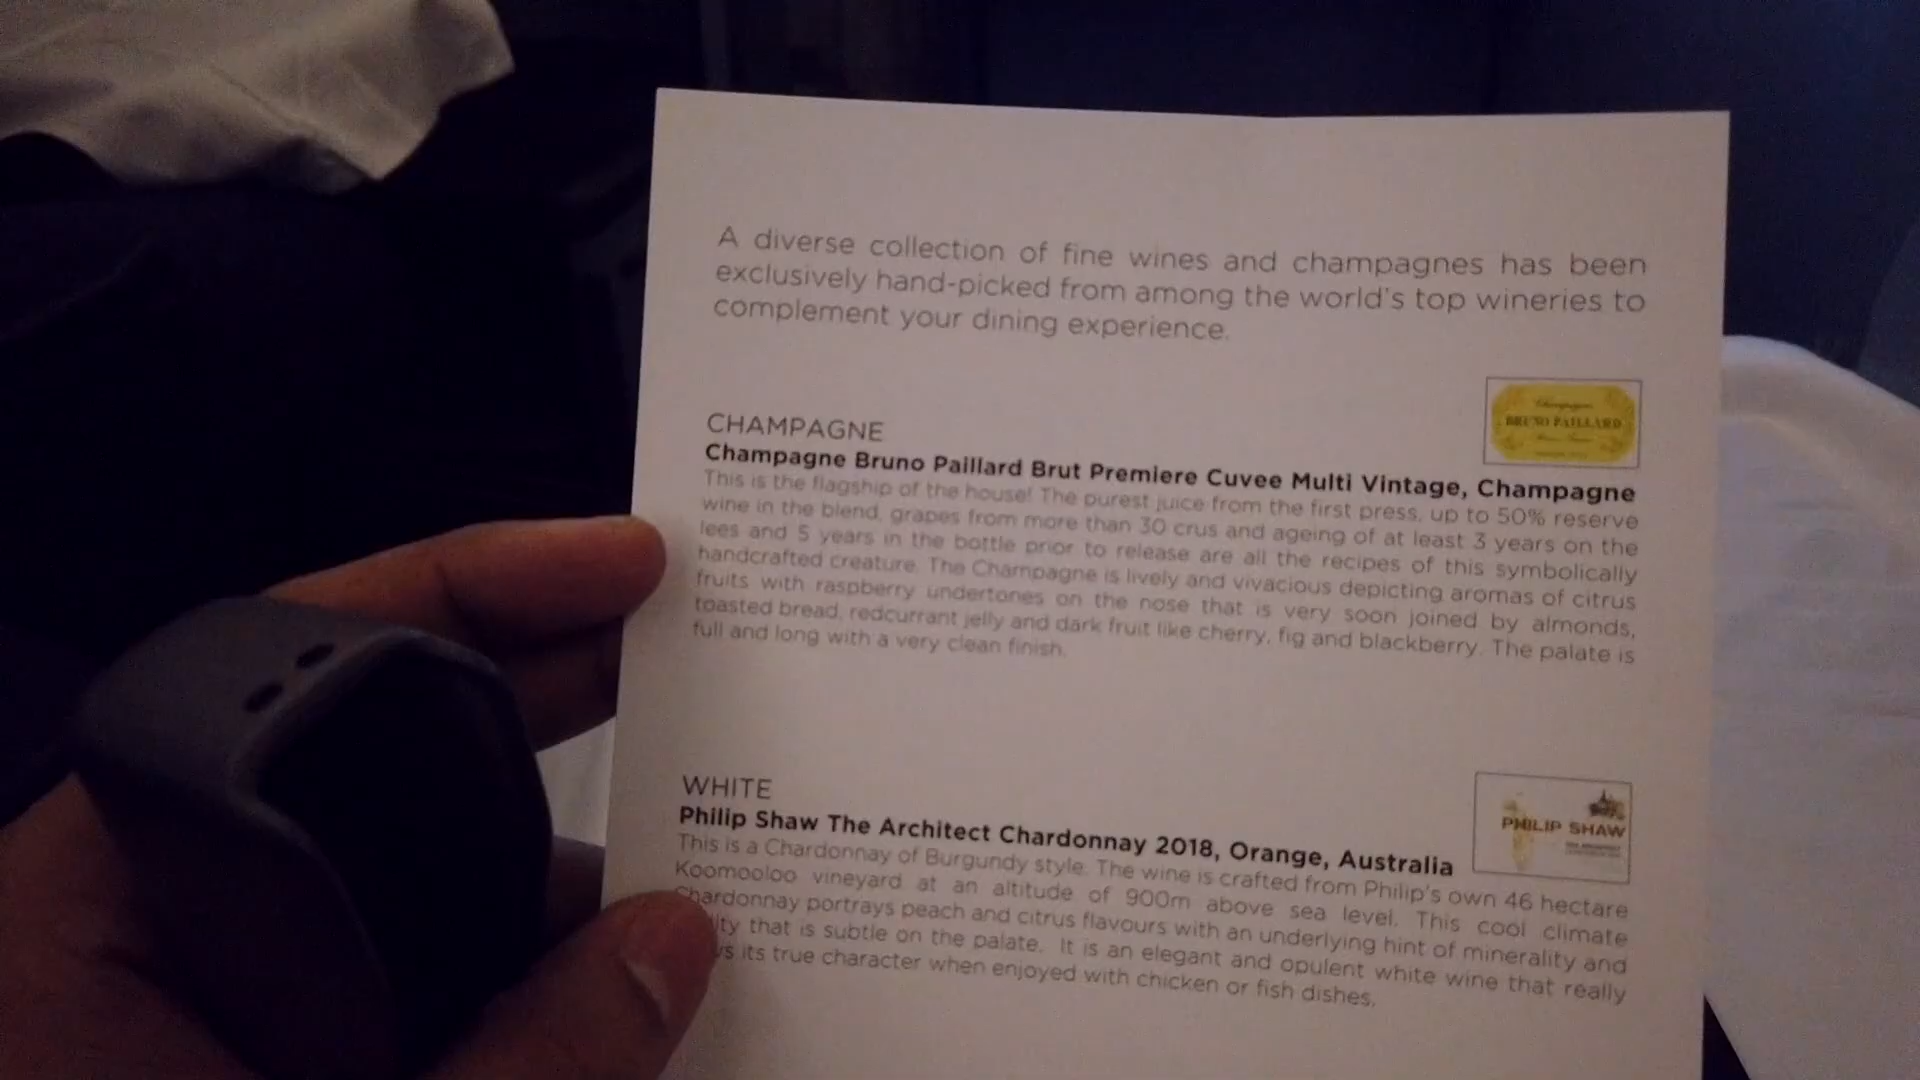 A diverse collection of fine wines and champagnes has been
exclusively hand-picked from among the world's top wineries to
complement your dining experience.
Champagne
BRUNO PAILLARD
CHAMPAGNE
Champagne Bruno Paillard Brut Premiere Cuvee Multi Vintage, Champagne
This is the flagship of the house! The purest juice from the first press, up to 50% reserve
wine in the blend, grapes from more than 30 crus and ageing of at least 3 years on the
lees and 5 years in the bottle prior to release are all the recipes of this symbolically
handcrafted creature. The Champagne is lively and vivacious depicting aromas of citrus
fruits with raspberry undertones on the nose that is very soon joined by almonds,
toasted bread, redcurrant jelly and dark fruit like cherry, fig and blackberry. The palate is
full and long with a very clean finish.
WHITE
PHILIP SHAW
Philip Shaw The Architect Chardonnay 2018, Orange, Australia
This is a Chardonnay of Burgundy style. The wine is crafted from Philip's own 46 hectare
Koomooloo vineyard at an altitude of 900m above sea level. This cool climate
Chardonnay portrays peach and citrus flavours with an underlying hint of minerality and
that is subtle on the palate. It is an elegant and opulent white wine that really
its true character when enjoyed with chicken or fish dishes.